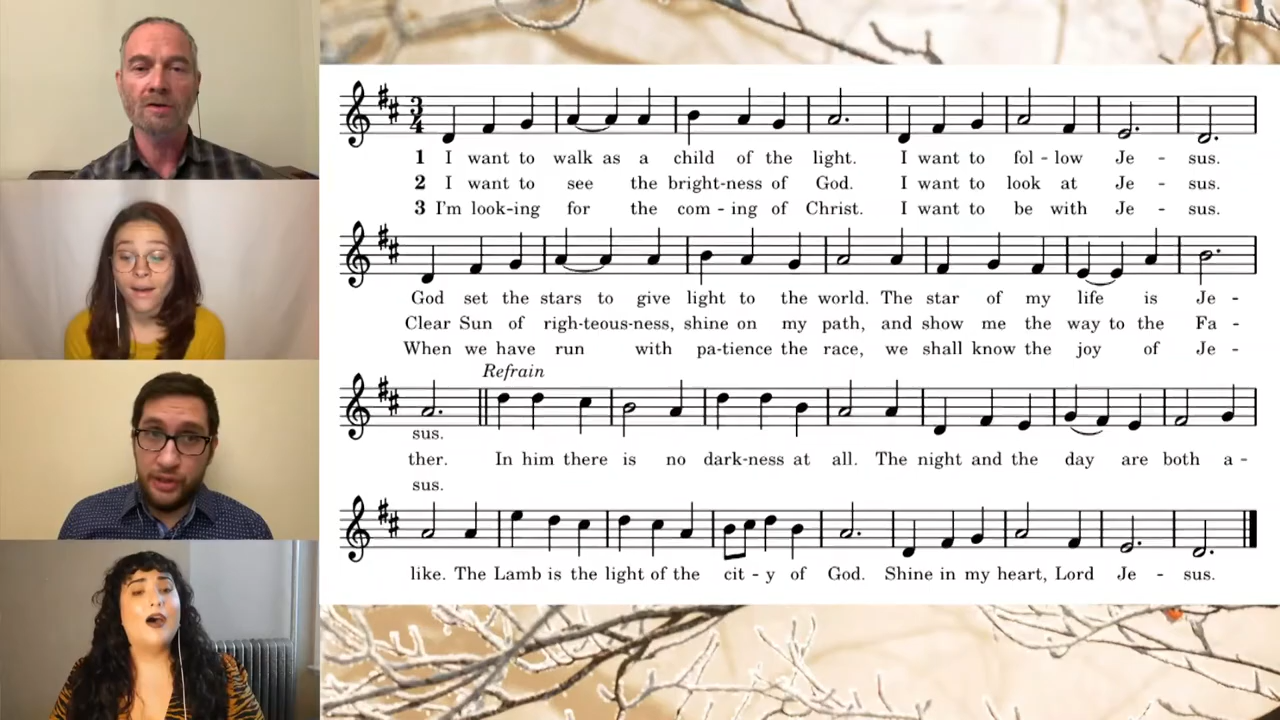 3
4
1 I want to walk as a child of the light. I want to fol - low Je - sus.
2 I want to see the bright-ness of God. I want to look at Je - sus.
3 I'm look-ing for the com - ing of Christ. I want to be with Je - sus.
God set the stars to give light to the world. The star of my life is Je -
Clear Sun of righ-teous-ness, shine on my path, and show me the way to the Fa -
When we have run with pa-tience the race, we shall know the joy of Je -
Refrain
sus.
ther. In him there is no dark-ness at all. The night and the day are both a -
sus.
like. The Lamb is the light of the cit - y of God. Shine in my heart, Lord Je - sus.